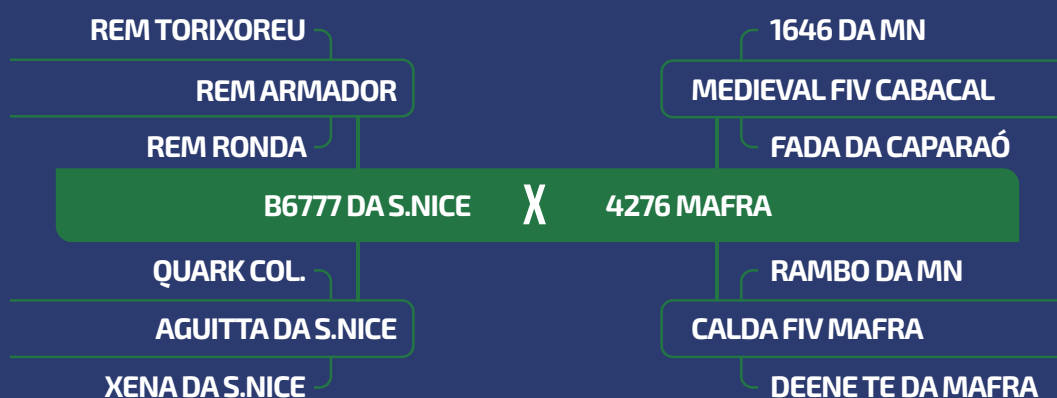 REM TORIXOREU
1646 DA MN
REM ARMADOR
MEDIEVAL FIV CABACAL
REM RONDA
FADA DA CAPARAÓ
B6777 DA S.NICE X 4276 MAFRA
QUARK COL.
RAMBO DA MN
AGUITTA DA S.NICE
CALDA FIV MAFRA
XENA DA S.NICE
DEENE TE DA MAFRA